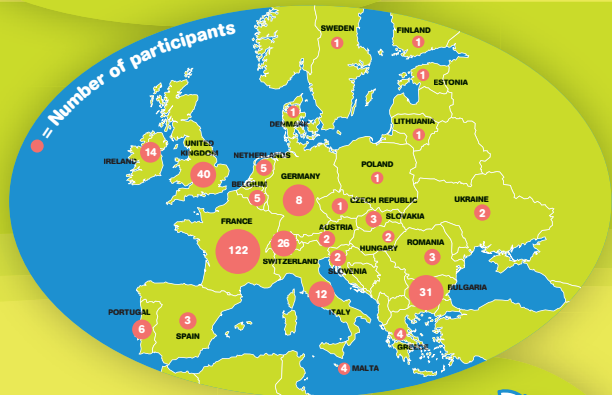 = Number of participants
SWEDEN
1
FINLAND
1
1
ESTONIA
1
DENMARK
LITHUANIA
1
IRELAND
14
UNITED
KINGDOM
40
NETHERLANDS
5
BELGIUM
5
GERMANY
8
POLAND
1
1
CZECH REPUBLIC
3
SLOVAKIA
UKRAINE
2
FRANCE
122
26
SWITZERLAND
AUSTRIA
2
2
HUNGARY
ROMANIA
3
2
SLOVENIA
12
ITALY
31
BULGARIA
PORTUGAL
6
3
SPAIN
4
GREECE
4
MALTA